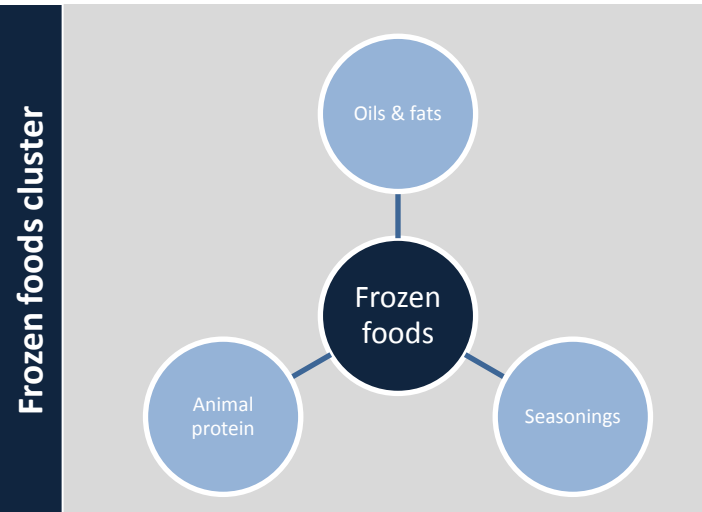 Frozen foods cluster
Oils & fats
Frozen
foods
Animal
protein
Seasonings